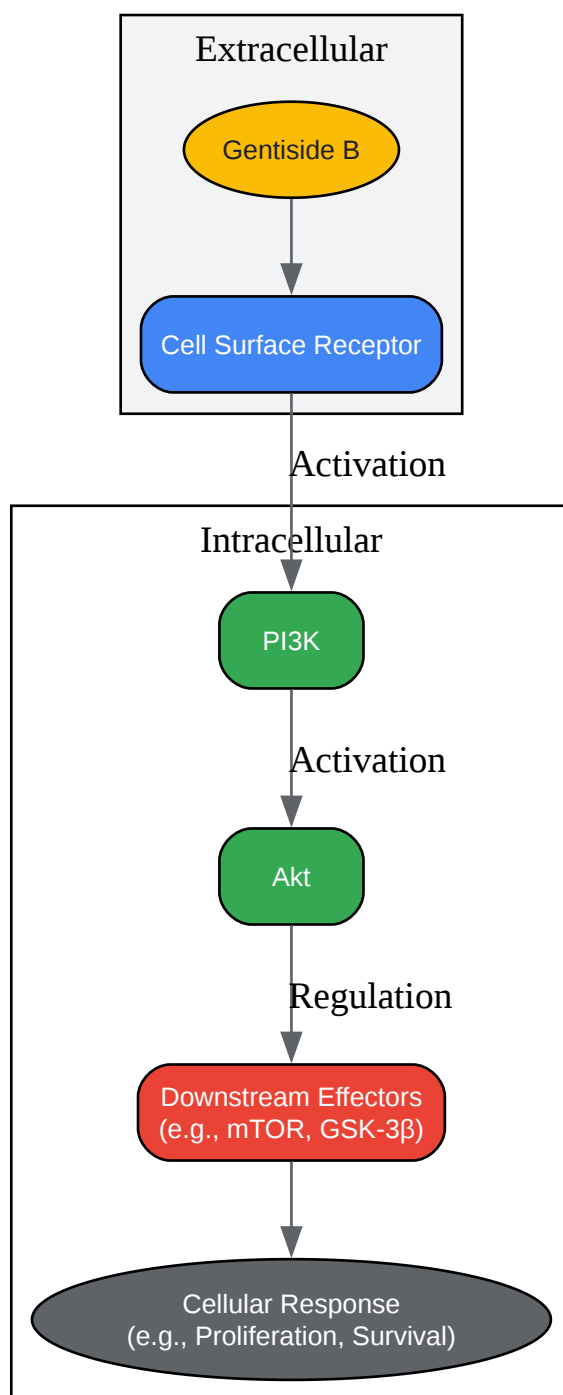 Extracellular
Gentiside B
Cell Surface Receptor
Activation
Intracellular
PI3K
Activation
Akt
Regulation
Downstream Effectors
(e.g., mTOR, GSK-3β)
Cellular Response
(e.g., Proliferation, Survival)